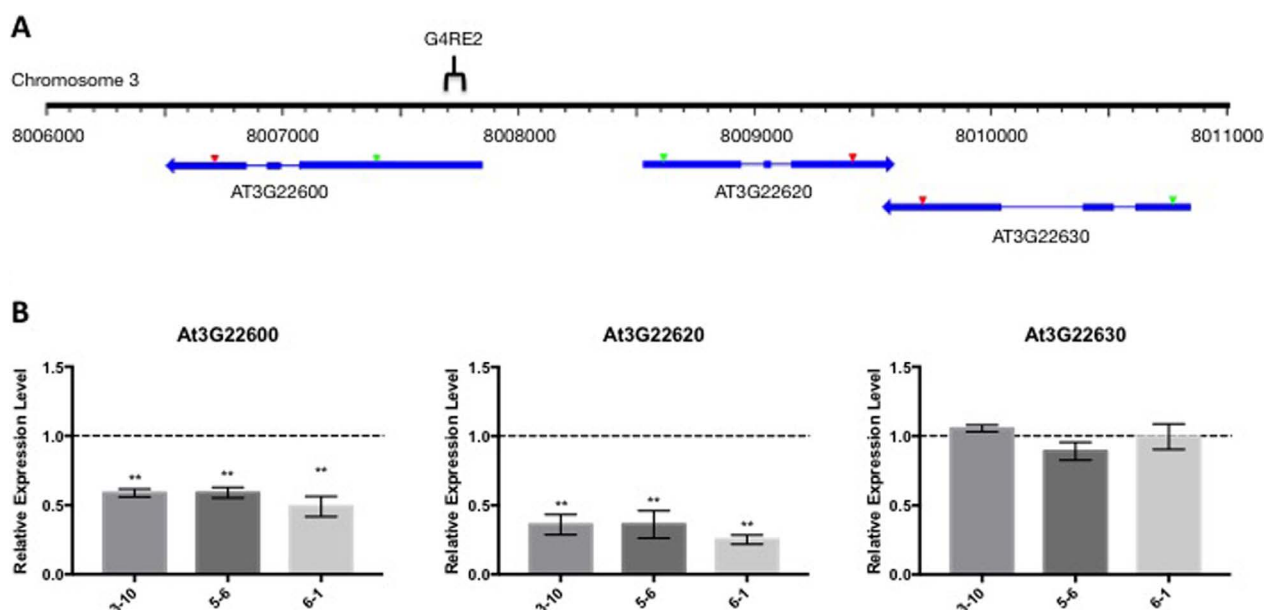 A
G4RE2
Chromosome 3
8006000 8007000 8008000 8009000 8010000 8011000
AT3G22600 AT3G22620
AT3G22630
B
At3G22600 At3G22620 At3G22630
Relative Expression Level
1.5
1.0
0.5
0.0
** ** **
3-10 5-6 6-1
Relative Expression Level
1.5
1.0
0.5
0.0
** ** **
3-10 5-6 6-1
Relative Expression Level
1.5
1.0
0.5
0.0
3-10 5-6 6-1